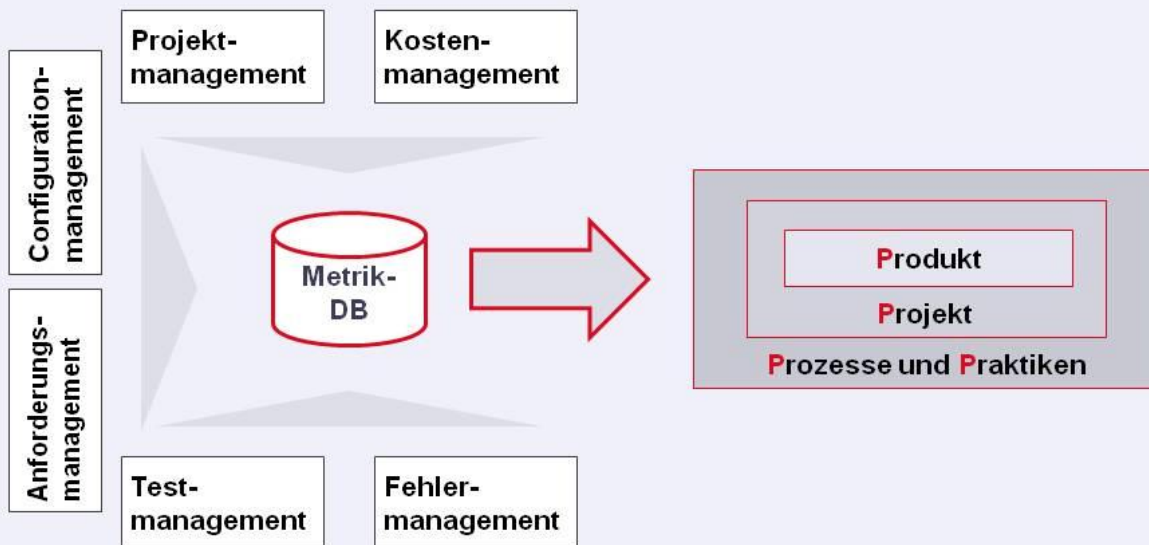 Projekt-
management
Kosten-
management
Configuration-
management
Anforderungs-
management
Metrik-
DB
Test-
management
Fehler-
management
Produkt
Projekt
Prozesse und Praktiken